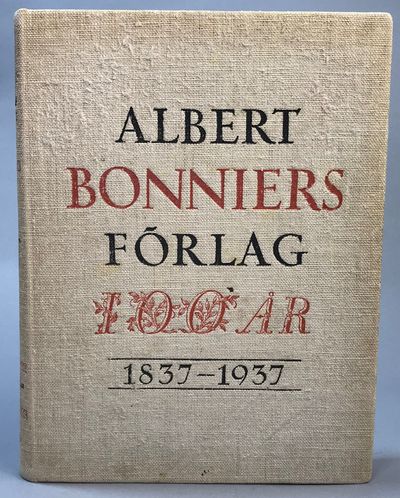 ALBERT
BONNIERS
FÖRLAG
100 ÅR
1837–1937